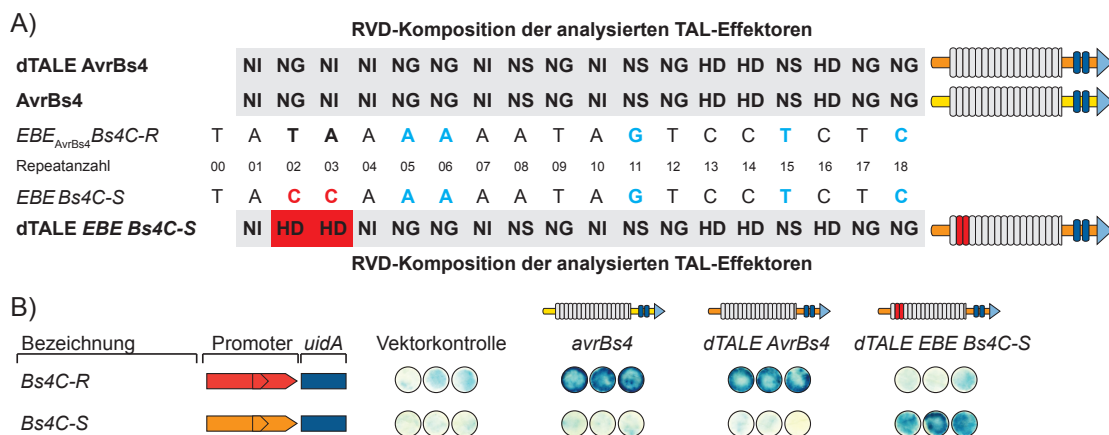 A)
RVD-Komposition der analysierten TAL-Effektoren
dTALE AvrBs4 NI NG NI NI NG NG NI NS NG NI NS NG HD HD NS HD NG NG
AvrBs4 NI NG NI NI NG NG NI NS NG NI NS NG HD HD NS HD NG NG
EBEAvrBs4Bs4C-R T A T A A A A A A T A G T C C T C T C
Repeatanzahl 00 01 02 03 04 05 06 07 08 09 10 11 12 13 14 15 16 17 18
EBE Bs4C-S T A C C A A A A A T A G T C C T C T C
dTALE EBE Bs4C-S NI HD HD NI NG NG NI NS NG NI NS NG HD HD NS HD NG NG
RVD-Komposition der analysierten TAL-Effektoren
B)
Bezeichnung Promoter uidA Vektorkontrolle avrBs4 dTALE AvrBs4 dTALE EBE Bs4C-S
Bs4C-R
Bs4C-S